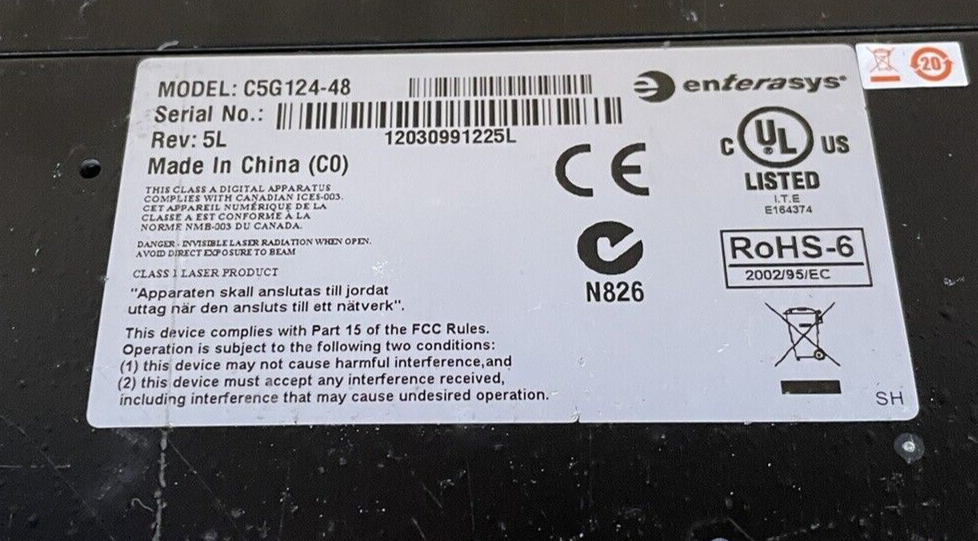 MODEL: C5G124-48
Serial No.:
12030991225L
Rev: 5L
Made In China (C0)
THIS CLASS A DIGITAL APPARATUS
COMPLIES WITH CANADIAN ICES-003.
CET APPAREIL NUMÉRIQUE DE LA
CLASSE A EST CONFORME À LA
NORME NMB-003 DU CANADA.
DANGER - INVISIBLE LASER RADIATION WHEN OPEN.
AVOID DIRECT EXPOSURE TO BEAM
CLASS 1 LASER PRODUCT
"Apparaten skall anslutas till jordat
uttag när den ansluts till ett nätverk".
This device complies with Part 15 of the FCC Rules.
Operation is subject to the following two conditions:
(1) this device may not cause harmful interference,and
(2) this device must accept any interference received,
including interference that may cause undesired operation.
CE
N826
enterasys
20
C UL US
®
LISTED
I.T.E
E164374
RoHS-6
2002/95/EC
SH